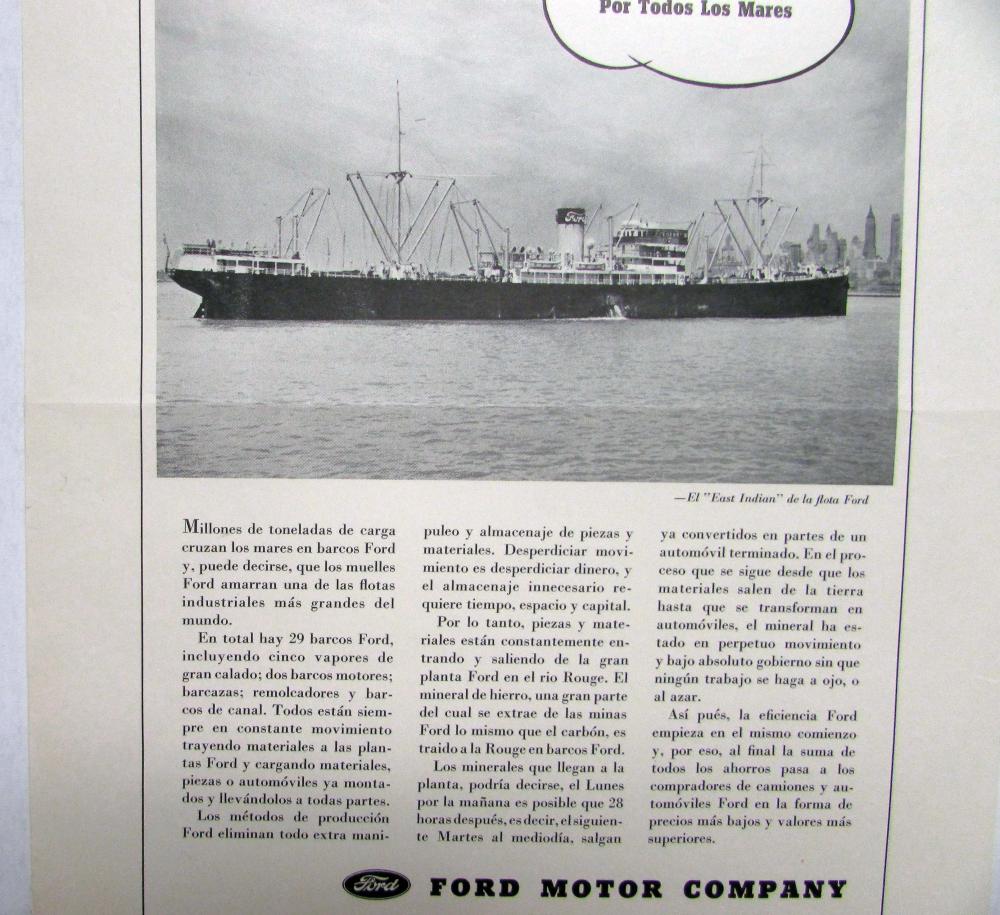 Por Todos Los Mares
Ford
—El "East Indian" de la flota Ford
Millones de toneladas de carga
cruzan los mares en barcos Ford
y, puede decirse, que los muelles
Ford amarran una de las flotas
industriales más grandes del
mundo.
En total hay 29 barcos Ford,
incluyendo cinco vapores de
gran calado; dos barcos motores;
barcazas; remolcadores y bar-
cos de canal. Todos están siem-
pre en constante movimiento
trayendo materiales a las plan-
tas Ford y cargando materiales,
piezas o automóviles ya monta-
dos y llevándolos a todas partes.
Los métodos de producción
Ford eliminan todo extra mani-
puleo y almacenaje de piezas y
materiales. Desperdiciar movi-
miento es desperdiciar dinero, y
el almacenaje innecesario re-
quiere tiempo, espacio y capital.
Por lo tanto, piezas y mate-
riales están constantemente en-
trando y saliendo de la gran
planta Ford en el rio Rouge. El
mineral de hierro, una gran parte
del cual se extrae de las minas
Ford lo mismo que el carbón, es
traido a la Rouge en barcos Ford.
Los minerales que llegan a la
planta, podría decirse, el Lunes
por la mañana es posible que 28
horas después, es decir, el siguien-
te Martes al mediodía, salgan
ya convertidos en partes de un
automóvil terminado. En el pro-
ceso que se sigue desde que los
materiales salen de la tierra
hasta que se transforman en
automóviles, el mineral ha es-
tado en perpetuo movimiento
y bajo absoluto gobierno sin que
ningún trabajo se haga a ojo, o
al azar.
Así pués, la eficiencia Ford
empieza en el mismo comienzo
y, por eso, al final la suma de
todos los ahorros pasa a los
compradores de camiones y au-
tomóviles Ford en la forma de
precios más bajos y valores más
superiores.
Ford FORD MOTOR COMPANY